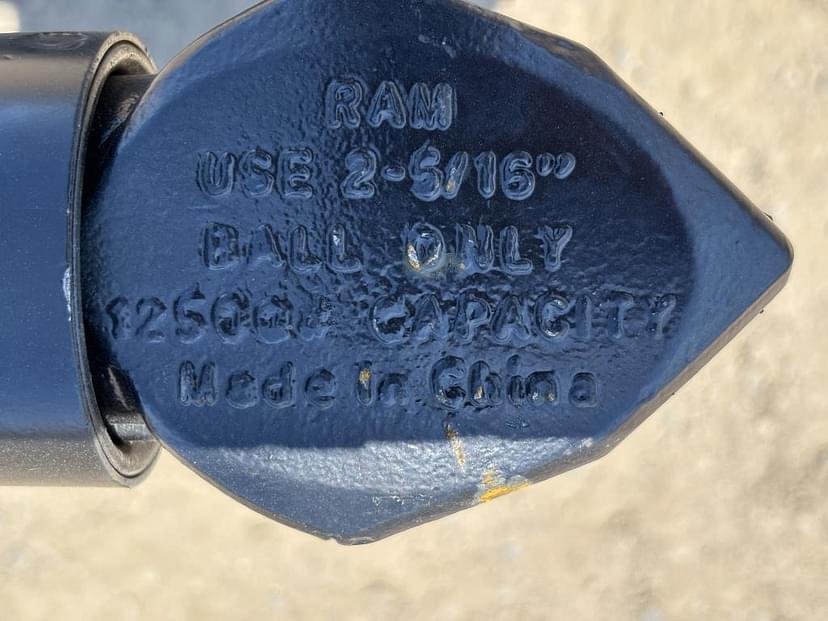 RAM
USE 2-5/16"
BALL ONLY
12500# CAPACITY
Made in China